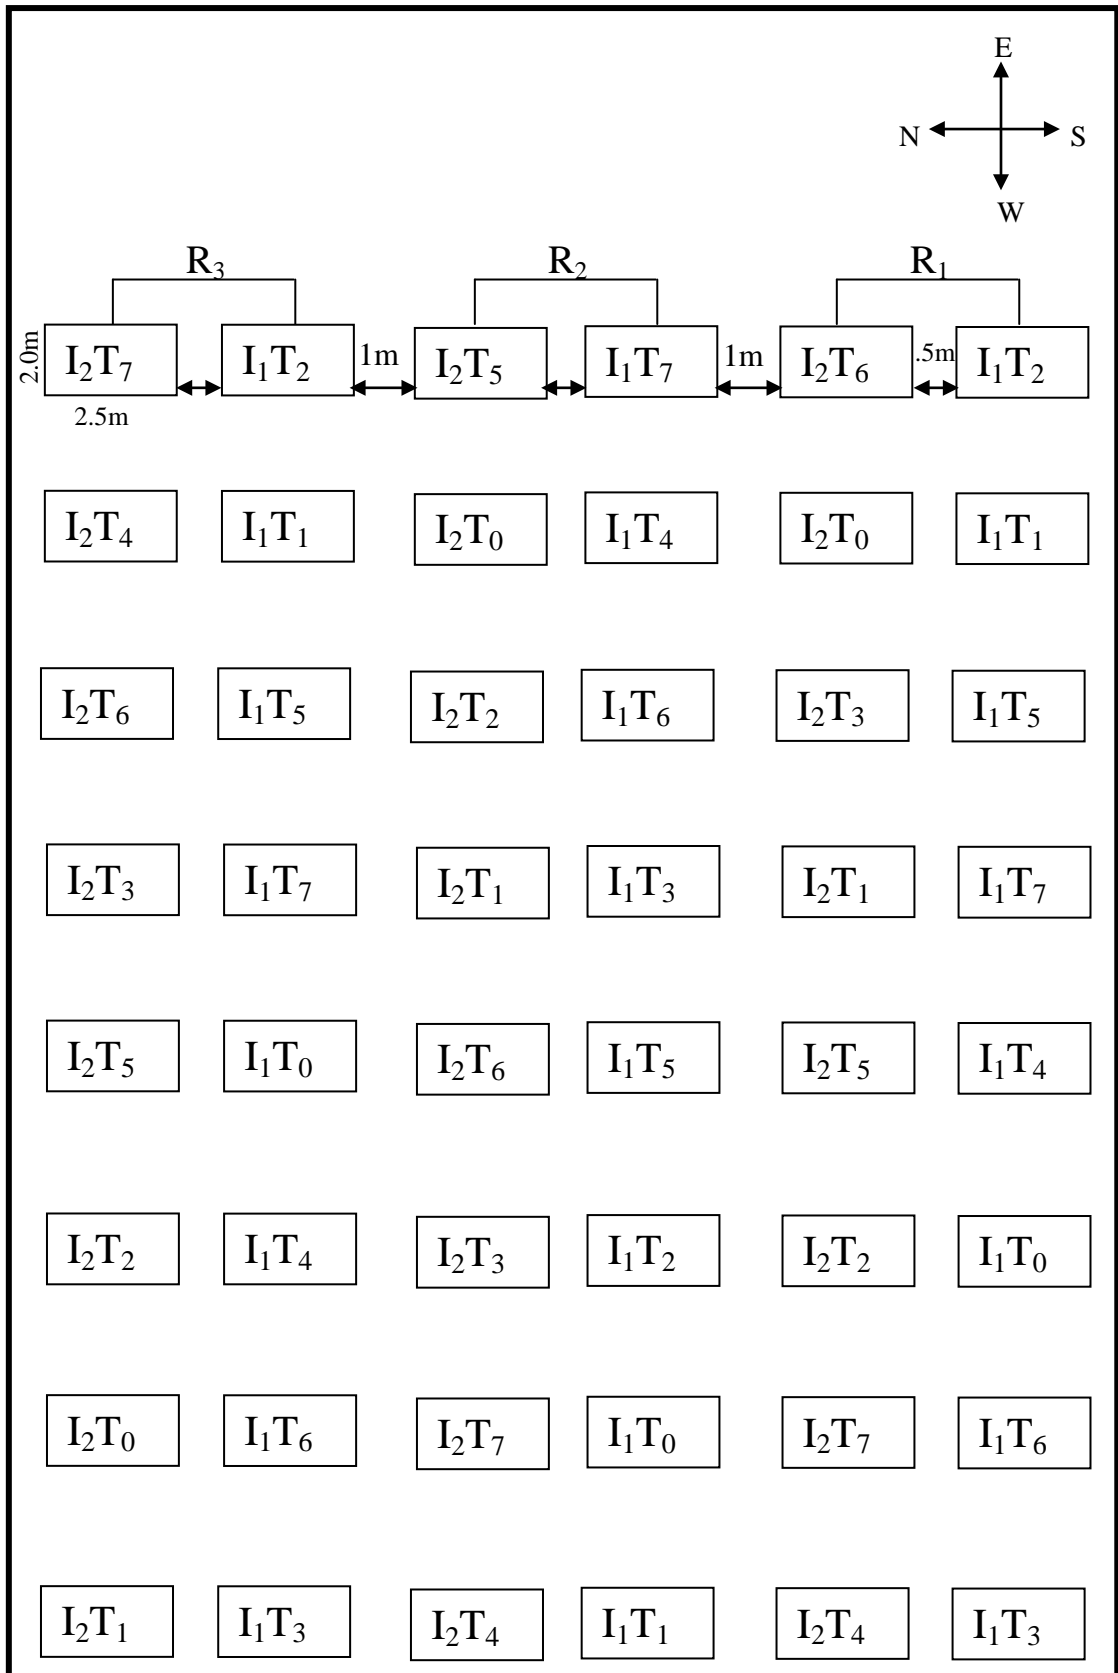 E
N S
W
R₃ R₂ R₁
2.0m I₂T₇ I₁T₂ 1m I₂T₅ I₁T₇ 1m I₂T₆ .5m I₁T₂
2.5m
I₂T₄ I₁T₁ I₂T₀ I₁T₄ I₂T₀ I₁T₁
I₂T₆ I₁T₅ I₂T₂ I₁T₆ I₂T₃ I₁T₅
I₂T₃ I₁T₇ I₂T₁ I₁T₃ I₂T₁ I₁T₇
I₂T₅ I₁T₀ I₂T₆ I₁T₅ I₂T₅ I₁T₄
I₂T₂ I₁T₄ I₂T₃ I₁T₂ I₂T₂ I₁T₀
I₂T₀ I₁T₆ I₂T₇ I₁T₀ I₂T₇ I₁T₆
I₂T₁ I₁T₃ I₂T₄ I₁T₁ I₂T₄ I₁T₃